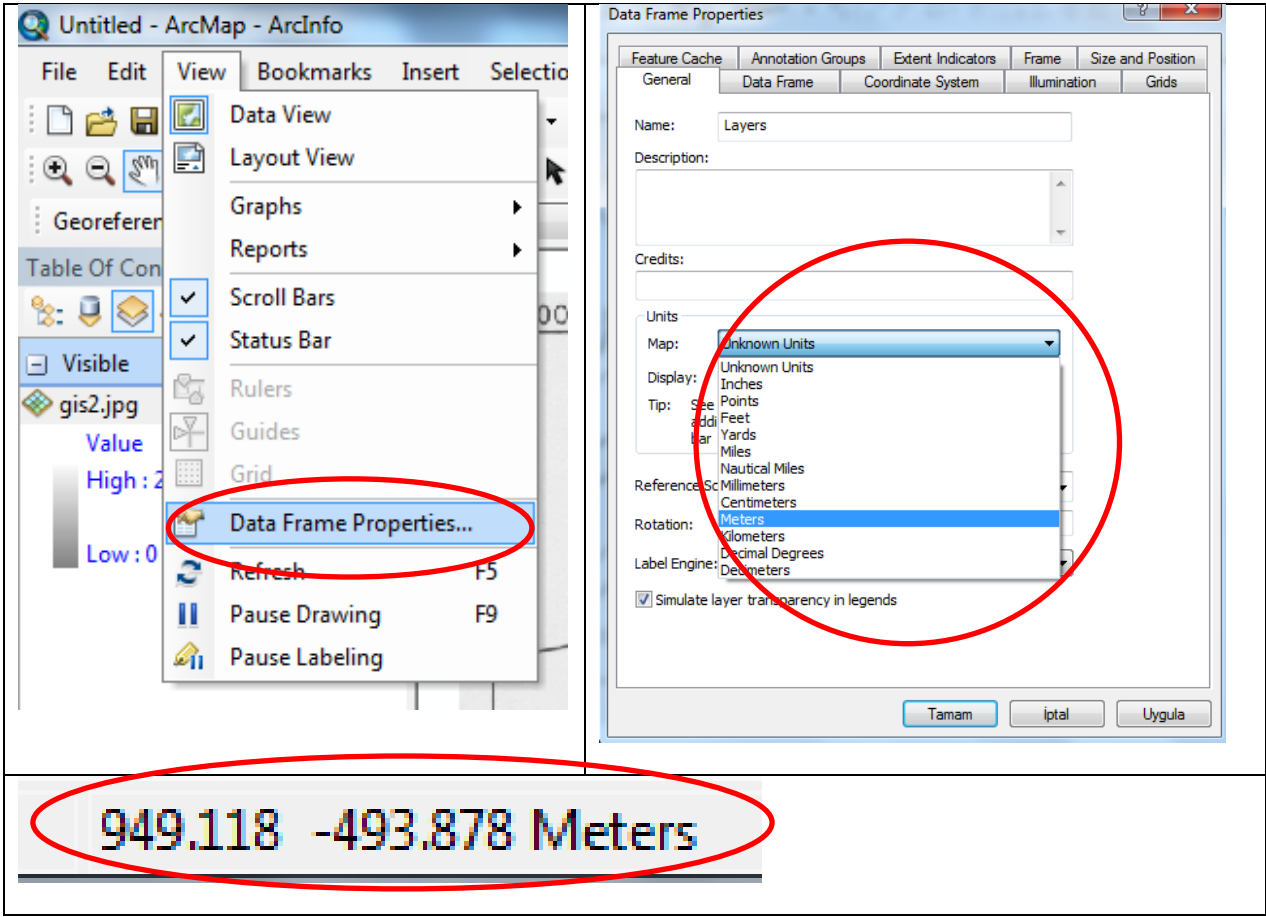 Untitled - ArcMap - ArcInfo
File Edit View Bookmarks Insert Selectio
Data View
Layout View
Graphs
Georeferen
Reports
Table Of Con
Scroll Bars
Status Bar
Visible
Rulers
gis2.jpg
Guides
Value
Grid
High : 2
Data Frame Properties...
Low : 0
Refresh F5
Pause Drawing F9
Pause Labeling
Data Frame Properties
Feature Cache Annotation Groups Extent Indicators Frame Size and Position
General Data Frame Coordinate System Illumination Grids
Name: Layers
Description:
Credits:
Units
Map: Unknown Units
Display:
Tip: See
addi
bar
Unknown Units
Inches
Points
Feet
Yards
Miles
Nautical Miles
Millimeters
Centimeters
Meters
Kilometers
Decimal Degrees
Decimeters
Reference Sc
Rotation:
Label Engine:
Simulate layer transparency in legends
Tamam İptal Uygula
949.118 -493.878 Meters